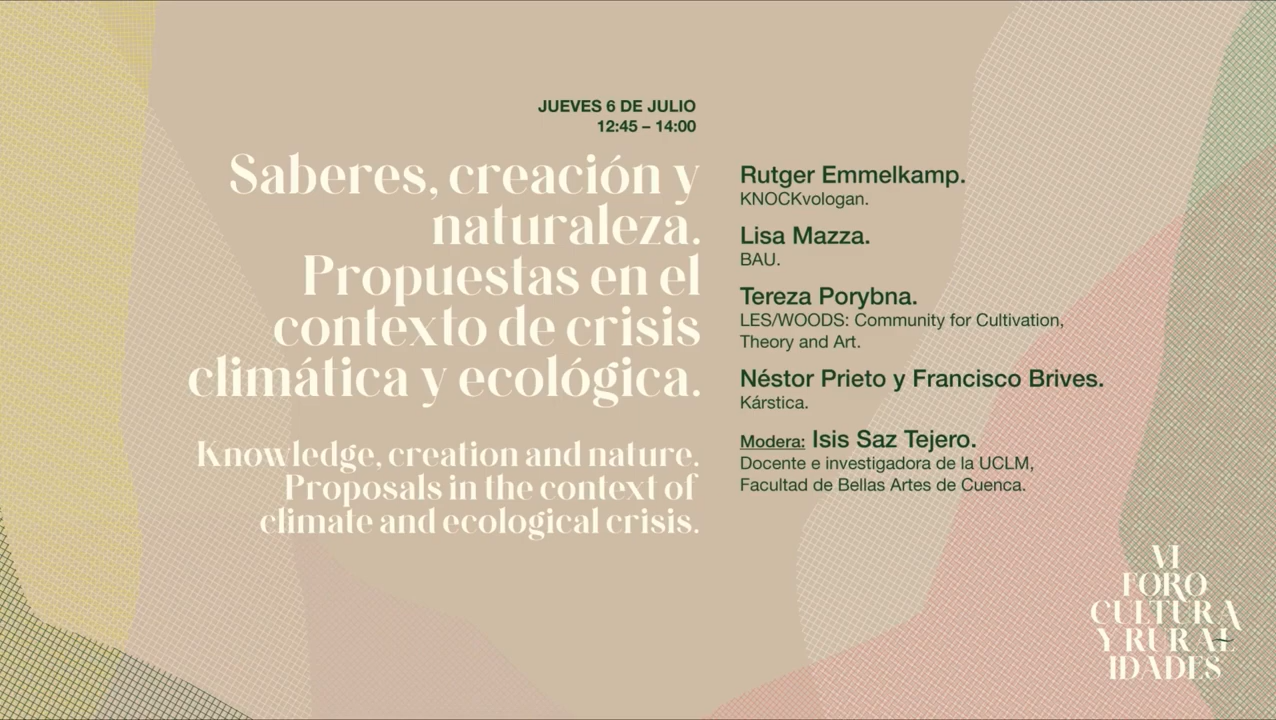 JUEVES 6 DE JULIO
12:45 – 14:00
Saberes, creación y
naturaleza.
Propuestas en el
contexto de crisis
climática y ecológica.
Knowledge, creation and nature.
Proposals in the context of
climate and ecological crisis.
Rutger Emmelkamp.
KNOCKvologan.
Lisa Mazza.
BAU.
Tereza Porybna.
LES/WOODS: Community for Cultivation,
Theory and Art.
Néstor Prieto y Francisco Brives.
Kárstica.
Modera: Isis Saz Tejero.
Docente e investigadora de la UCLM,
Facultad de Bellas Artes de Cuenca.
VI
FORO
CULTURA
Y RURAL
IDADES